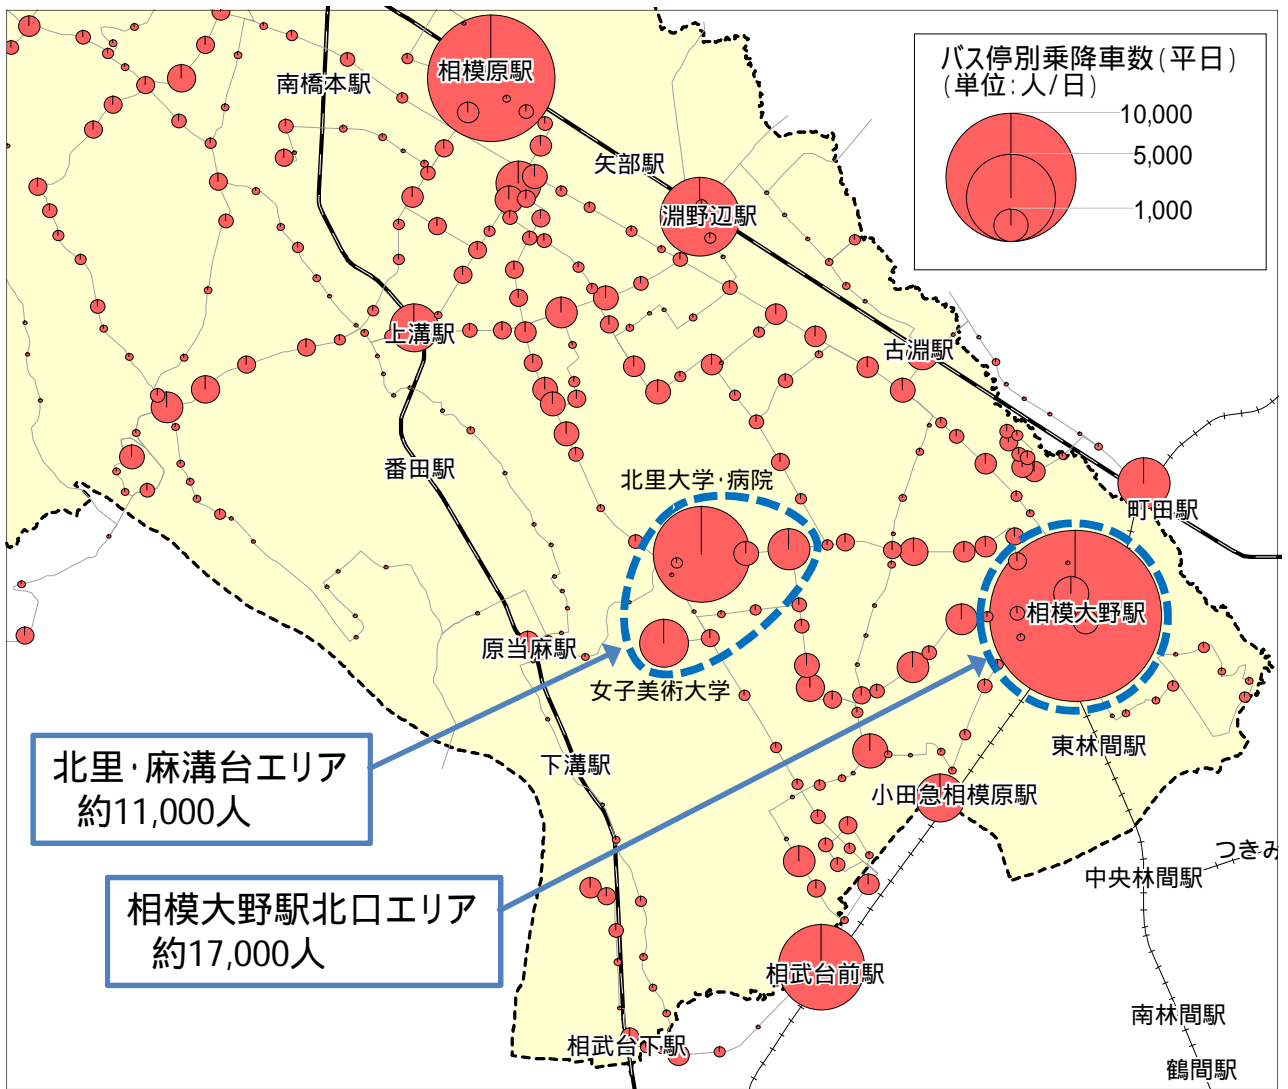 バス停別乗降車数(平日)
(単位:人/日)
10,000
5,000
1,000
相模原駅
南橋本駅
矢部駅
淵野辺駅
上溝駅
古淵駅
番田駅
北里大学・病院
町田駅
相模大野駅
原当麻駅
女子美術大学
北里・麻溝台エリア
約11,000人
下溝駅
東林間駅
小田急相模原駅
つきみ
中央林間駅
相模大野駅北口エリア
約17,000人
相武台前駅
南林間駅
相武台下駅
鶴間駅